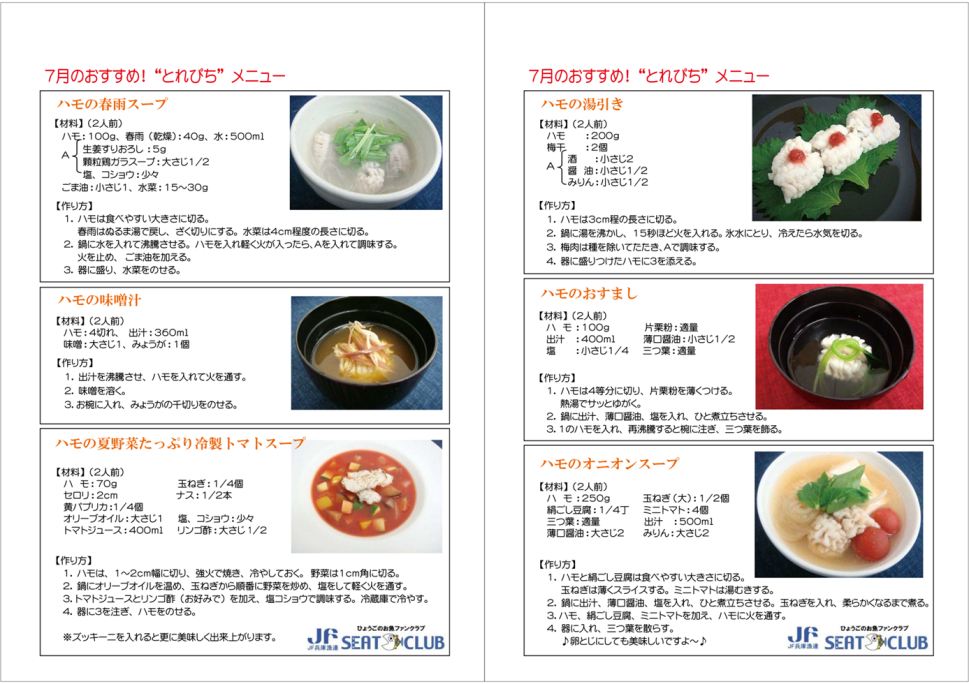 7月のおすすめ！“とれぴち”メニュー
ハモの春雨スープ
【材料】（2人前）
ハモ：100g、春雨（乾燥）：40g、水：500ml
A
生姜すりおろし：5g
顆粒鶏ガラスープ：大さじ1/2
塩、コショウ：少々
ごま油：小さじ1、水菜：15～30g
【作り方】
1. ハモは食べやすい大きさに切る。
春雨はぬるま湯で戻し、ざく切りにする。水菜は4cm程度の長さに切る。
2. 鍋に水を入れて沸騰させる。ハモを入れ軽く火が入ったら、Aを入れて調味する。
火を止め、ごま油を加える。
3. 器に盛り、水菜をのせる。
ハモの味噌汁
【材料】（2人前）
ハモ：4切れ、 出汁：360ml
味噌：大さじ1、みょうが：1個
【作り方】
1. 出汁を沸騰させ、ハモを入れて火を通す。
2. 味噌を溶く。
3. お椀に入れ、みょうがの千切りをのせる。
ハモの夏野菜たっぷり冷製トマトスープ
【材料】（2人前）
ハ モ：70g 玉ねぎ：1/4個
セロリ：2cm ナス：1/2本
黄パプリカ：1/4個
オリーブオイル：大さじ1 塩、コショウ：少々
トマトジュース：400ml リンゴ酢：大さじ1/2
【作り方】
1. ハモは、1～2cm幅に切り、強火で焼き、冷やしておく。 野菜は1cm角に切る。
2. 鍋にオリーブオイルを温め、玉ねぎから順番に野菜を炒め、塩をして軽く火を通す。
3. トマトジュースとリンゴ酢（お好みで）を加え、塩コショウで調味する。冷蔵庫で冷やす。
4. 器に3を注ぎ、ハモをのせる。
※ズッキーニを入れると更に美味しく出来上がります。
ひょうごのお魚ファンクラブ
JF SEAT CLUB
JF兵庫漁連
7月のおすすめ！“とれぴち”メニュー
ハモの湯引き
【材料】（2人前）
ハモ ：200g
梅干 ：2個
A
酒 ：小さじ2
醤 油：小さじ1/2
みりん：小さじ1/2
【作り方】
1. ハモは3cm程の長さに切る。
2. 鍋に湯を沸かし、15秒ほど火を入れる。氷水にとり、冷えたら水気を切る。
3. 梅肉は種を除いてたたき、Aで調味する。
4. 器に盛りつけたハモに3を添える。
ハモのおすまし
【材料】（2人前）
ハ モ：100g 片栗粉：適量
出汁 ：400ml 薄口醤油：小さじ1/2
塩 ：小さじ1/4 三つ葉：適量
【作り方】
1. ハモは4等分に切り、片栗粉を薄くつける。
熱湯でサッとゆがく。
2. 鍋に出汁、薄口醤油、塩を入れ、ひと煮立ちさせる。
3. 1のハモを入れ、再沸騰すると椀に注ぎ、三つ葉を飾る。
ハモのオニオンスープ
【材料】（2人前）
ハ モ：250g 玉ねぎ（大）：1/2個
絹ごし豆腐：1/4丁 ミニトマト：4個
三つ葉：適量 出汁 ：500ml
薄口醤油：大さじ2 みりん：大さじ2
【作り方】
1. ハモと絹ごし豆腐は食べやすい大きさに切る。
玉ねぎは薄くスライスする。ミニトマトは湯むきする。
2. 鍋に出汁、薄口醤油、塩を入れ、ひと煮立ちさせる。玉ねぎを入れ、柔らかくなるまで煮る。
3. ハモ、絹ごし豆腐、ミニトマトを加え、ハモに火を通す。
4. 器に入れ、三つ葉を散らす。
♪卵とじにしても美味しいですよ～♪
ひょうごのお魚ファンクラブ
JF SEAT CLUB
JF兵庫漁連